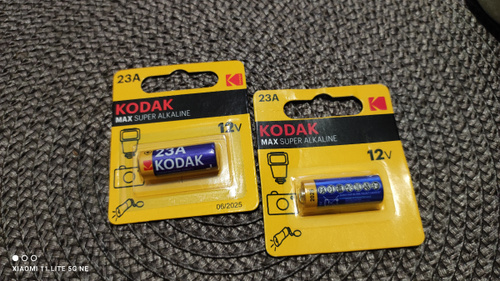 23A
KODAK
MAX SUPER ALKALINE
12V
23A
KODAK
06/2025
23A
KODAK
MAX SUPER ALKALINE
12V
XIAOMI 11 LITE 5G NE